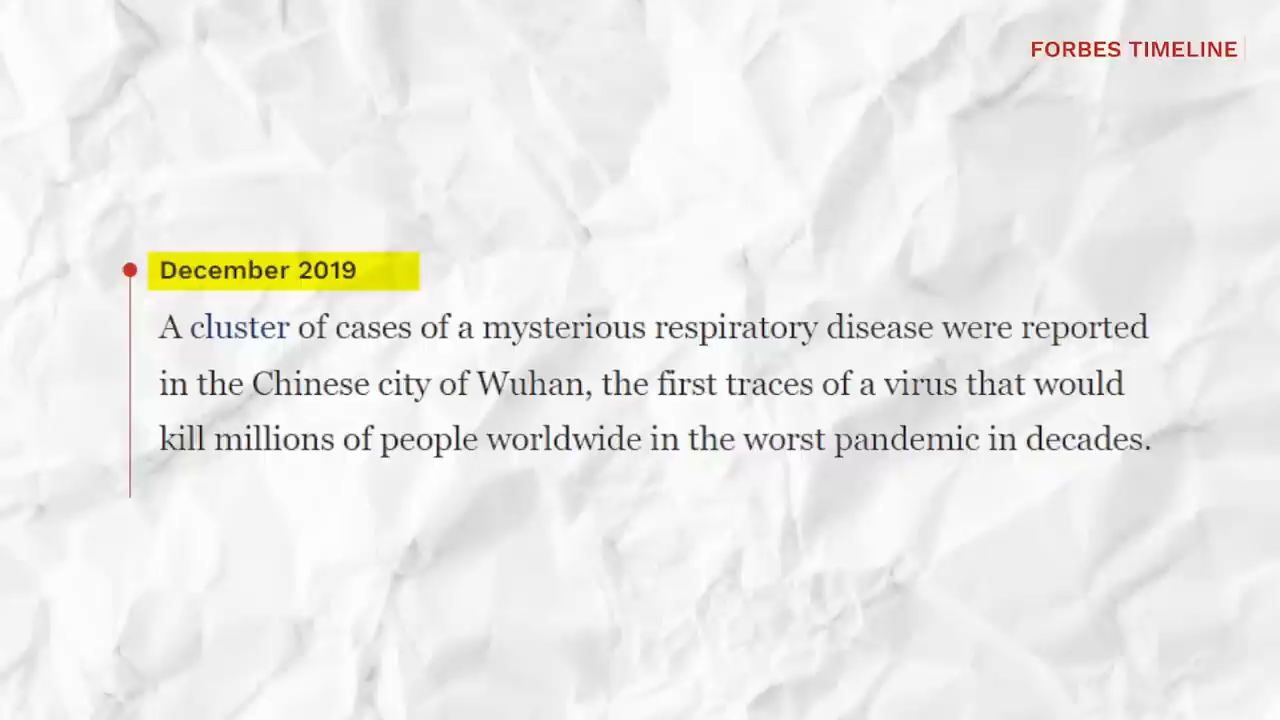 FORBES TIMELINE
December 2019
A cluster of cases of a mysterious respiratory disease were reported
in the Chinese city of Wuhan, the first traces of a virus that would
kill millions of people worldwide in the worst pandemic in decades.